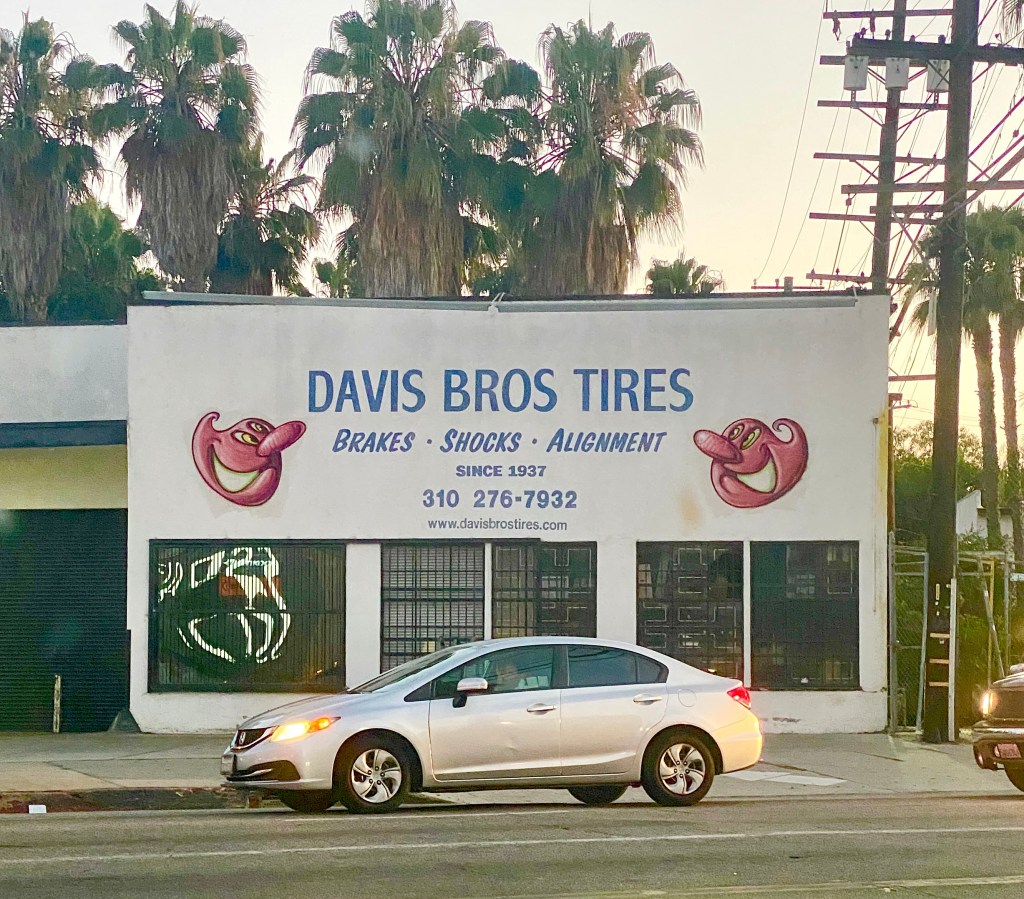 DAVIS BROS TIRES
BRAKES · SHOCKS · ALIGNMENT
SINCE 1937
310 276-7932
www.davisbrostires.com